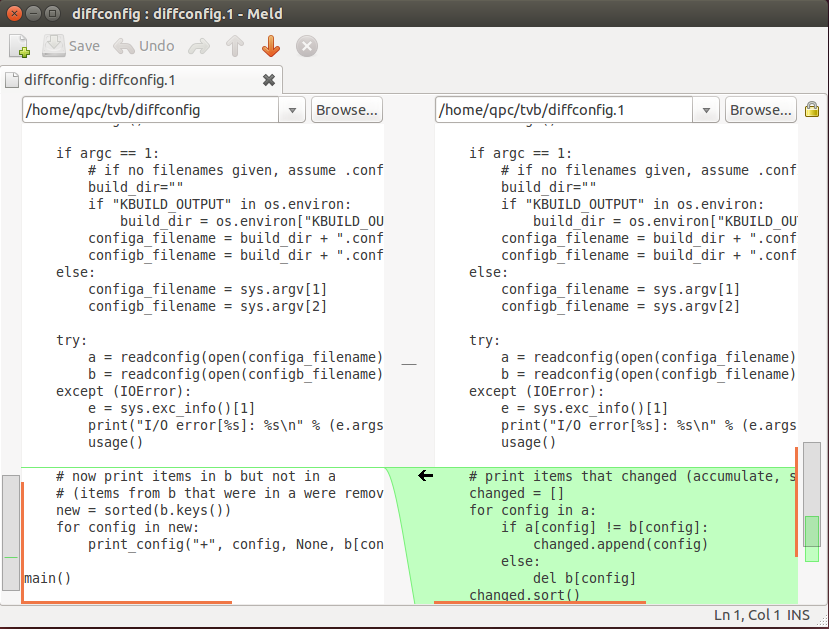 diffconfig : diffconfig.1 - Meld
Save Undo
diffconfig : diffconfig.1
/home/qpc/tvb/diffconfig Browse...
if argc == 1:
# if no filenames given, assume .conf
build_dir=""
if "KBUILD_OUTPUT" in os.environ:
build_dir = os.environ["KBUILD_OU
configa_filename = build_dir + ".conf
configb_filename = build_dir + ".conf
else:
configa_filename = sys.argv[1]
configb_filename = sys.argv[2]
try:
a = readconfig(open(configa_filename)
b = readconfig(open(configb_filename)
except (IOError):
e = sys.exc_info()[1]
print("I/O error[%s]: %s\n" % (e.args
usage()
# now print items in b but not in a
# (items from b that were in a were remov
new = sorted(b.keys())
for config in new:
print_config("+", config, None, b[con
main()
/home/qpc/tvb/diffconfig.1 Browse...
if argc == 1:
# if no filenames given, assume .conf
build_dir=""
if "KBUILD_OUTPUT" in os.environ:
build_dir = os.environ["KBUILD_OU
configa_filename = build_dir + ".conf
configb_filename = build_dir + ".conf
else:
configa_filename = sys.argv[1]
configb_filename = sys.argv[2]
try:
a = readconfig(open(configa_filename)
b = readconfig(open(configb_filename)
except (IOError):
e = sys.exc_info()[1]
print("I/O error[%s]: %s\n" % (e.args
usage()
# print items that changed (accumulate, s
changed = []
for config in a:
if a[config] != b[config]:
changed.append(config)
else:
del b[config]
changed.sort()
Ln 1, Col 1 INS